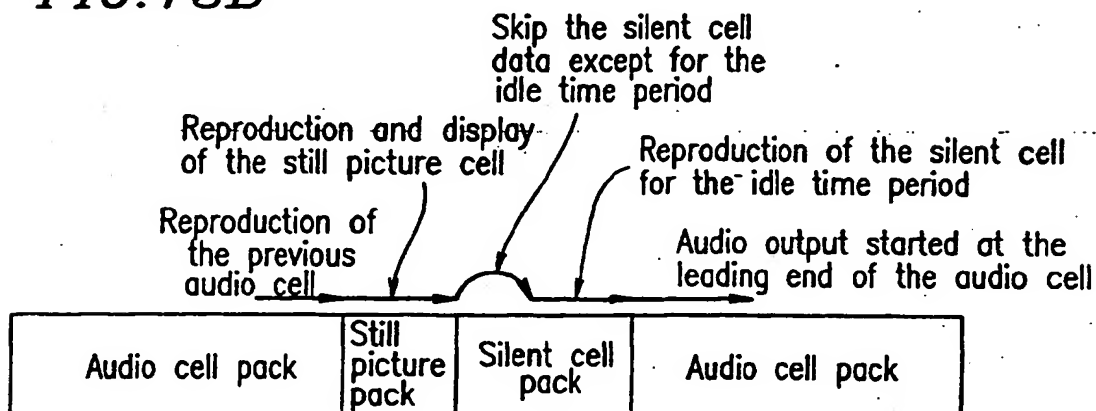 Skip the silent cell
data except for the
idle time period
Reproduction and display
of the still picture cell
Reproduction of the silent cell
for the idle time period
Reproduction of
the previous
audio cell
Audio output started at the
leading end of the audio cell
Audio cell pack
Still
picture
pack
Silent cell
pack
Audio cell pack